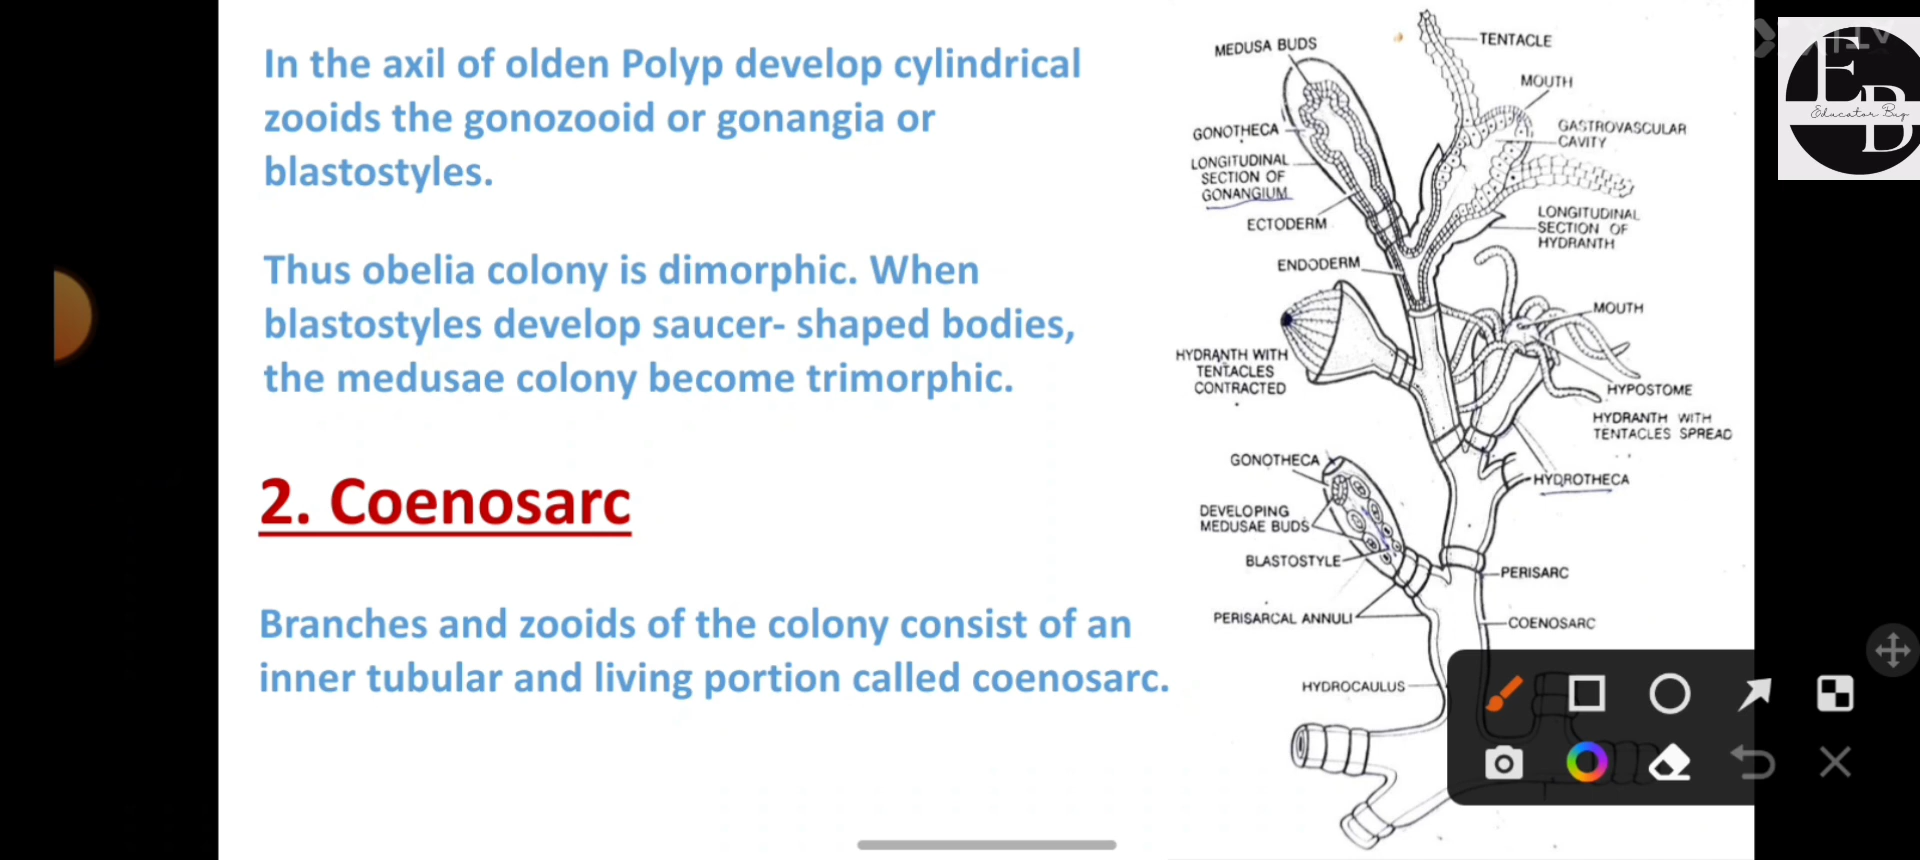 In the axil of olden Polyp develop cylindrical
zooids the gonozooid or gonangia or
blastostyles.
Thus obelia colony is dimorphic. When
blastostyles develop saucer- shaped bodies,
the medusae colony become trimorphic.
2. Coenosarc
Branches and zooids of the colony consist of an
inner tubular and living portion called coenosarc.
MEDUSA BUDS
TENTACLE
MOUTH
GONOTHECA
GASTROVASCULAR
CAVITY
LONGITUDINAL
SECTION OF
GONANGIUM
ECTODERM
LONGITUDINAL
SECTION OF
HYDRANTH
ENDODERM
MOUTH
HYDRANTH WITH
TENTACLES
CONTRACTED
HYPOSTOME
HYDRANTH WITH
TENTACLES SPREAD
GONOTHECA
HYDROTHECA
DEVELOPING
MEDUSAE BUDS
BLASTOSTYLE
PERISARC
PERISARCAL ANNULI
COENOSARC
HYDROCAULUS
E
Educator Bug
B